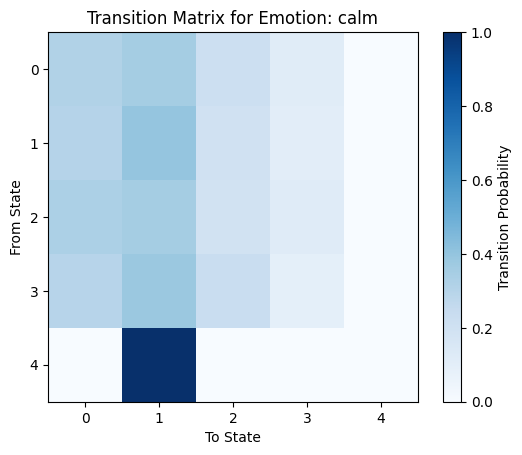 Transition Matrix for Emotion: calm
From State
0
1
2
3
4
0 1 2 3 4
To State
1.0
0.8
0.6
0.4
0.2
0.0
Transition Probability